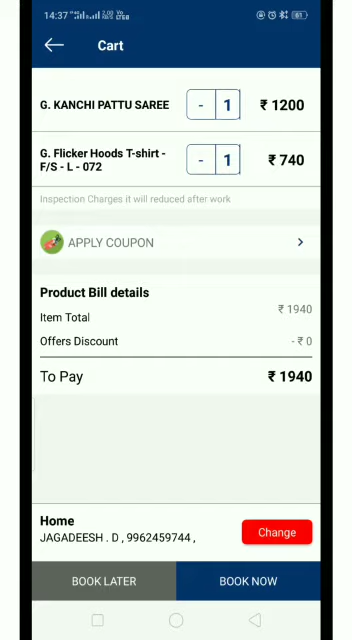 14:37
Cart
G. KANCHI PATTU SAREE - 1 ₹ 1200
G. Flicker Hoods T-shirt -
F/S - L - 072 - 1 ₹ 740
Inspection Charges it will reduced after work
APPLY COUPON
Product Bill details
Item Total ₹ 1940
Offers Discount - ₹ 0
To Pay ₹ 1940
Home
JAGADEESH . D , 9962459744 ,
Change
BOOK LATER BOOK NOW